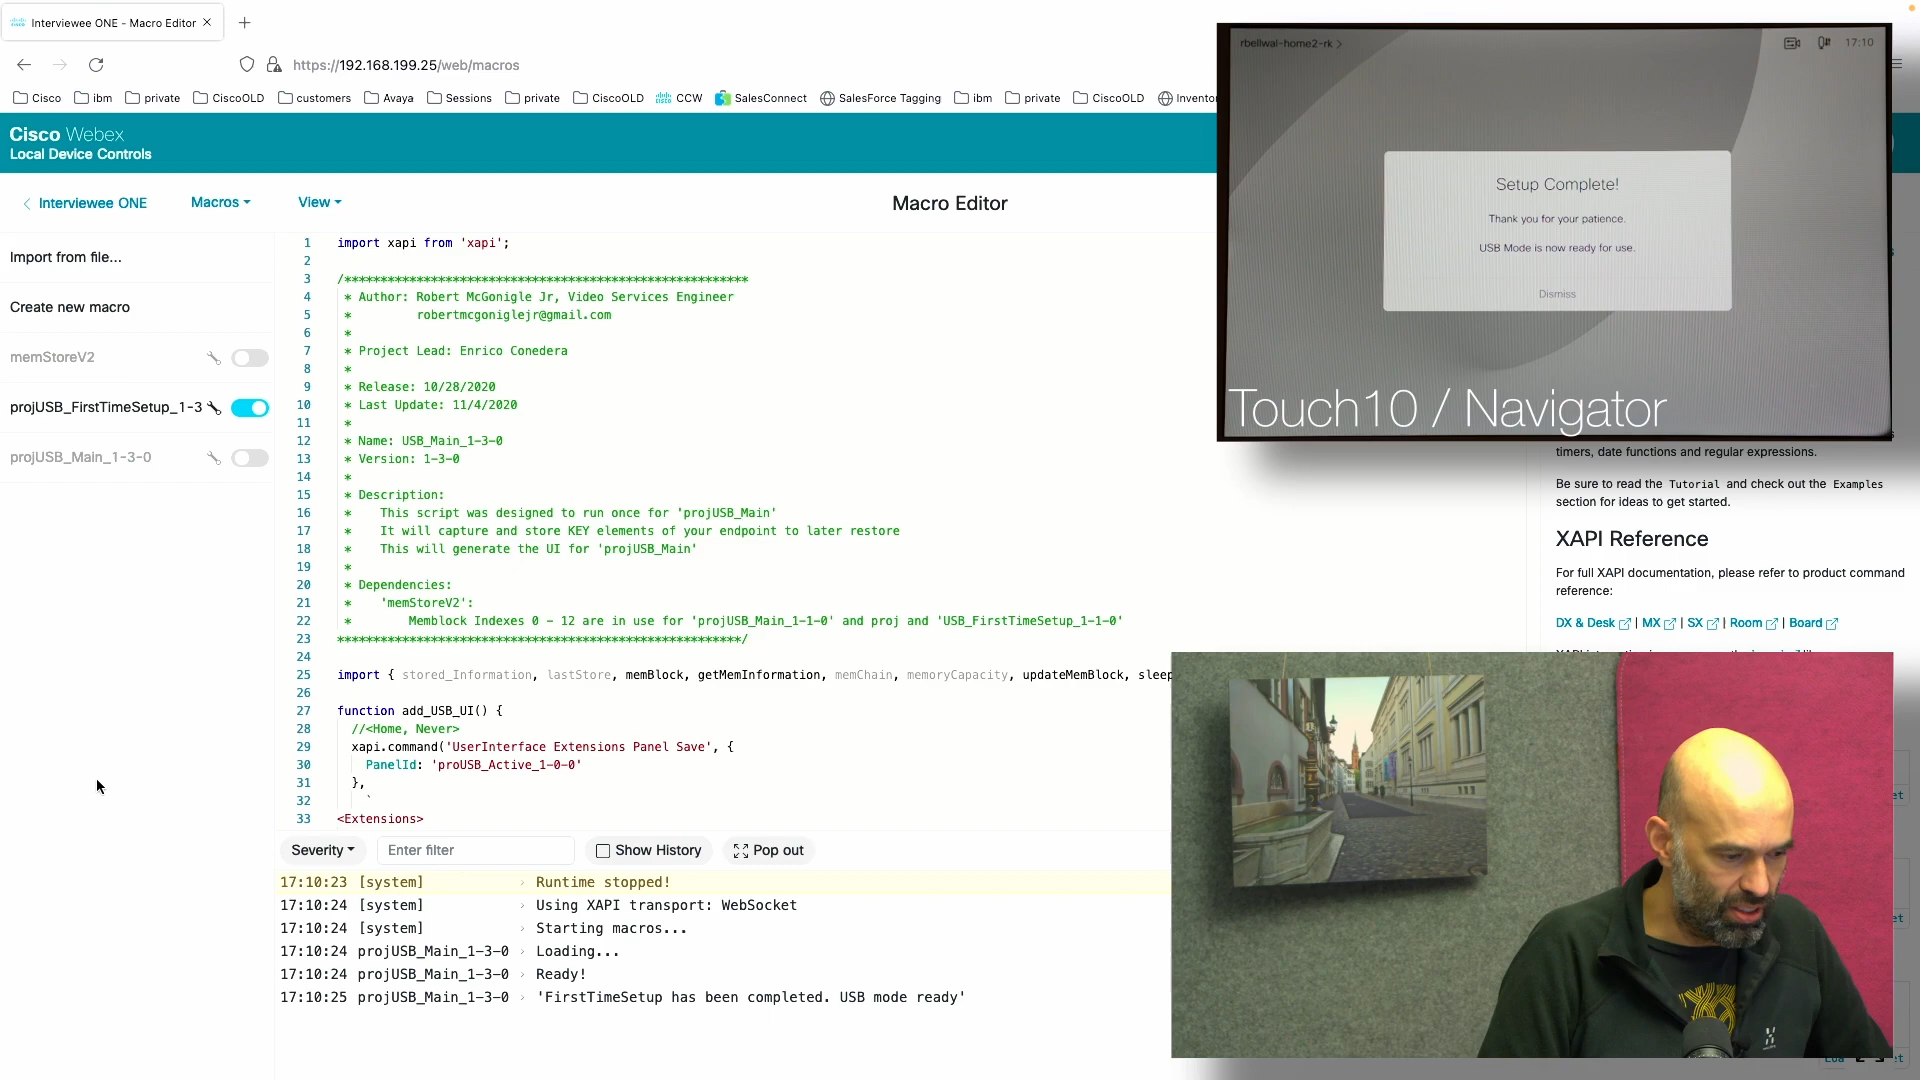 Interviewee ONE - Macro Editor
https://192.168.199.25/web/macros
Cisco ibm private CiscoOLD customers Avaya Sessions private CiscoOLD CCW SalesConnect SalesForce Tagging ibm private CiscoOLD
Cisco Webex
Local Device Controls
Interviewee ONE Macros View Macro Editor
Import from file...
Create new macro
memStoreV2
projUSB_FirstTimeSetup_1-3
projUSB_Main_1-3-0
1 import xapi from 'xapi';
2
3 /********************************************************
4 * Author: Robert McGonigle Jr, Video Services Engineer
5 * robertmcgoniglejr@gmail.com
6 *
7 * Project Lead: Enrico Conedera
8 *
9 * Release: 10/28/2020
10 * Last Update: 11/4/2020
11 *
12 * Name: USB_Main_1-3-0
13 * Version: 1-3-0
14 *
15 * Description:
16 * This script was designed to run once for 'projUSB_Main'
17 * It will capture and store KEY elements of your endpoint to later restore
18 * This will generate the UI for 'projUSB_Main'
19 *
20 * Dependencies:
21 * 'memStoreV2':
22 * Memblock Indexes 0 - 12 are in use for 'projUSB_Main_1-1-0' and proj and 'USB_FirstTimeSetup_1-1-0'
23 ********************************************************/
24
25 import { stored_Information, lastStore, memBlock, getMemInformation, memChain, memoryCapacity, updateMemBlock, sleep
26
27 function add_USB_UI() {
28 //<Home, Never>
29 xapi.command('UserInterface Extensions Panel Save', {
30 PanelId: 'proUSB_Active_1-0-0'
31 },
32 `
33 <Extensions>
Severity Enter filter Show History Pop out
17:10:23 [system] › Runtime stopped!
17:10:24 [system] › Using XAPI transport: WebSocket
17:10:24 [system] › Starting macros...
17:10:24 projUSB_Main_1-3-0 › Loading...
17:10:24 projUSB_Main_1-3-0 › Ready!
17:10:25 projUSB_Main_1-3-0 › 'FirstTimeSetup has been completed. USB mode ready'
rbellwal-home2-rk > 17:10
Setup Complete!
Thank you for your patience.
USB Mode is now ready for use.
Dismiss
Touch10 / Navigator
timers, date functions and regular expressions.
Be sure to read the Tutorial and check out the Examples
section for ideas to get started.
XAPI Reference
For full XAPI documentation, please refer to product command
reference:
DX & Desk | MX | SX | Room | Board